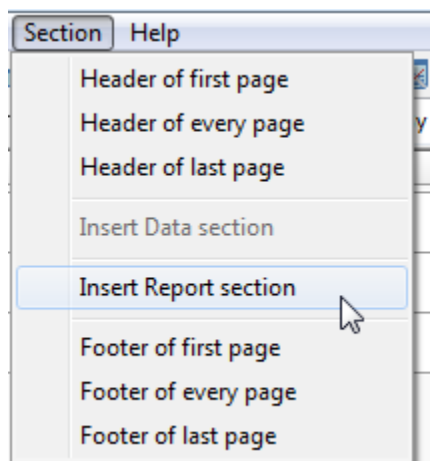 Section Help
Header of first page
Header of every page
y
Header of last page
Insert Data section
Insert Report section
Footer of first page
Footer of every page
Footer of last page